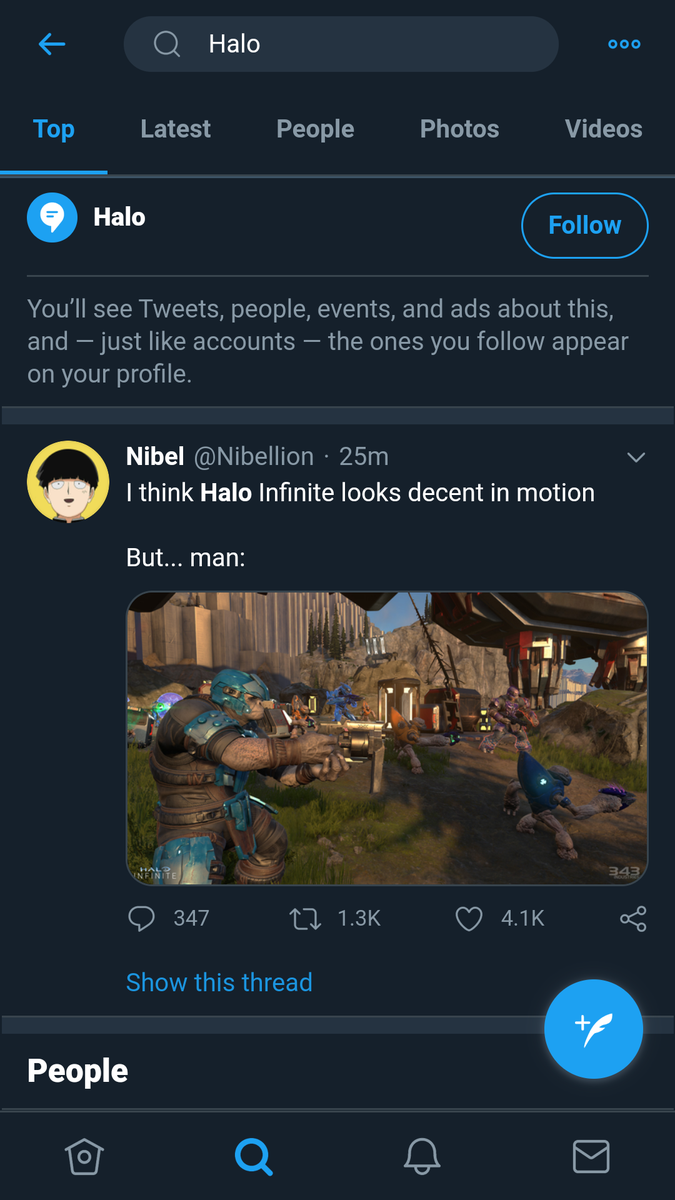 Halo
Top Latest People Photos Videos
Halo
Follow
You’ll see Tweets, people, events, and ads about this,
and — just like accounts — the ones you follow appear
on your profile.
Nibel @Nibellion · 25m
I think Halo Infinite looks decent in motion
But... man:
HALO
INFINITE
343
347 1.3K 4.1K
Show this thread
People